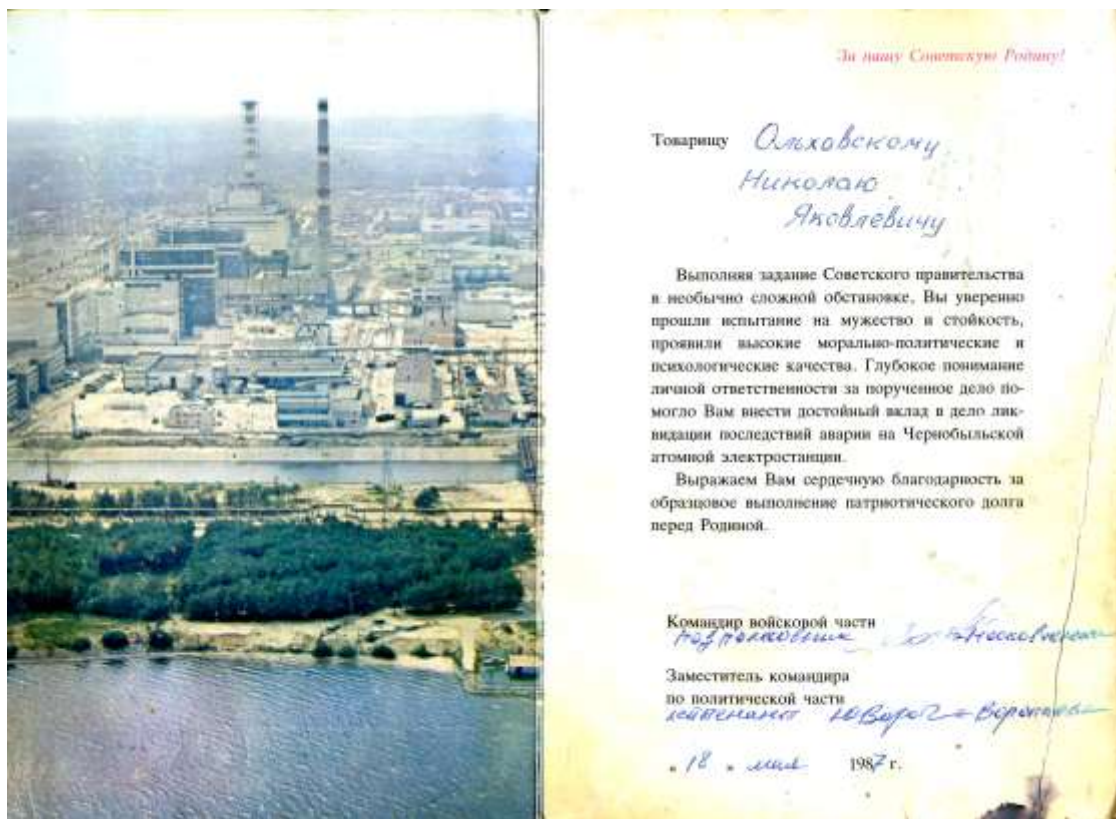 За нашу Советскую Родину!
Товарищу Ольховскому
Николаю
Яковлевичу
Выполняя задание Советского правительства
в необычно сложной обстановке, Вы уверенно
прошли испытание на мужество и стойкость,
проявили высокие морально-политические и
психологические качества. Глубокое понимание
личной ответственности за порученное дело по-
могло Вам внести достойный вклад в дело лик-
видации последствий аварии на Чернобыльской
атомной электростанции.
Выражаем Вам сердечную благодарность за
образцовое выполнение патриотического долга
перед Родиной.
Командир войсковой части
подполковник
Заместитель командира
по политической части
„ 18 „ мая 1987 г.